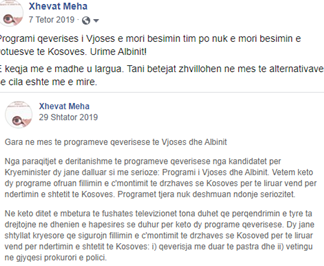 Xhevat Meha
7 Tetor 2019 ·
Programi i qeverises i Vjoses e mori besimin tim po nuk e mori besimin e
votuesve te Kosoves. Urime Albinit!
E keqja me e madhe u largua. Tani betejat zhvillohen ne mes te alternativave
se cila eshte me e mire.
Xhevat Meha
29 Shtator 2019
Gara ne mes te programeve qeverisese te Vjoses dhe Albinit
Nga paraqitjet e deritanishme te programeve qeverisese nga kandidatet per
Kryeminister dy jane dalluar si me serioze: Programi i Vjoses dhe Albinit. Vetem keto
dy programe ofruan fillimin e c'montimit te drzhaves se Kosoves per te liruar vend per
ndertimin e shtetit te Kosoves. Programet tjera nuk deshmuan ndonje seriozitet.
Ne keto ditet e mbetura te fushates televizionet tona duhet qe perqendrimin e tyre ta
drejtojne ne dhenien e hapesires se duhur per keto dy programe qeverisese. Dy jane
shtyllat kryesore qe sigurojn fillimin e c'montimit te drzhaves se Kosoves per te liruar
vend per ndertimin e shtetit te Kosoves: i) qeverisja me duar te pastra dhe ii) vetingu
ne gjyqesi prokurori e polici.